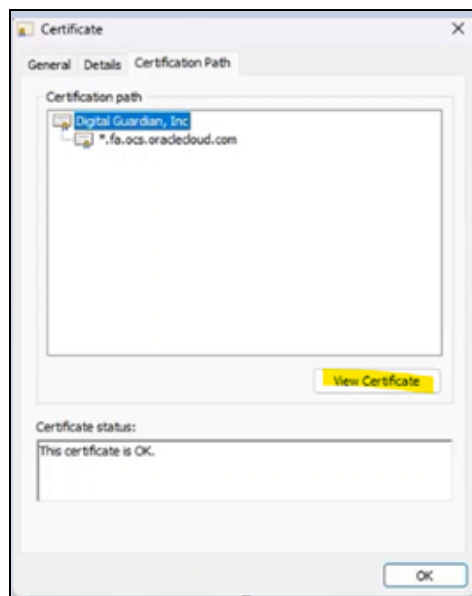 Certificate
General Details Certification Path
Certification path
Digital Guardian, Inc
*.fa.ocs.oraclecloud.com
View Certificate
Certificate status:
This certificate is OK.
OK